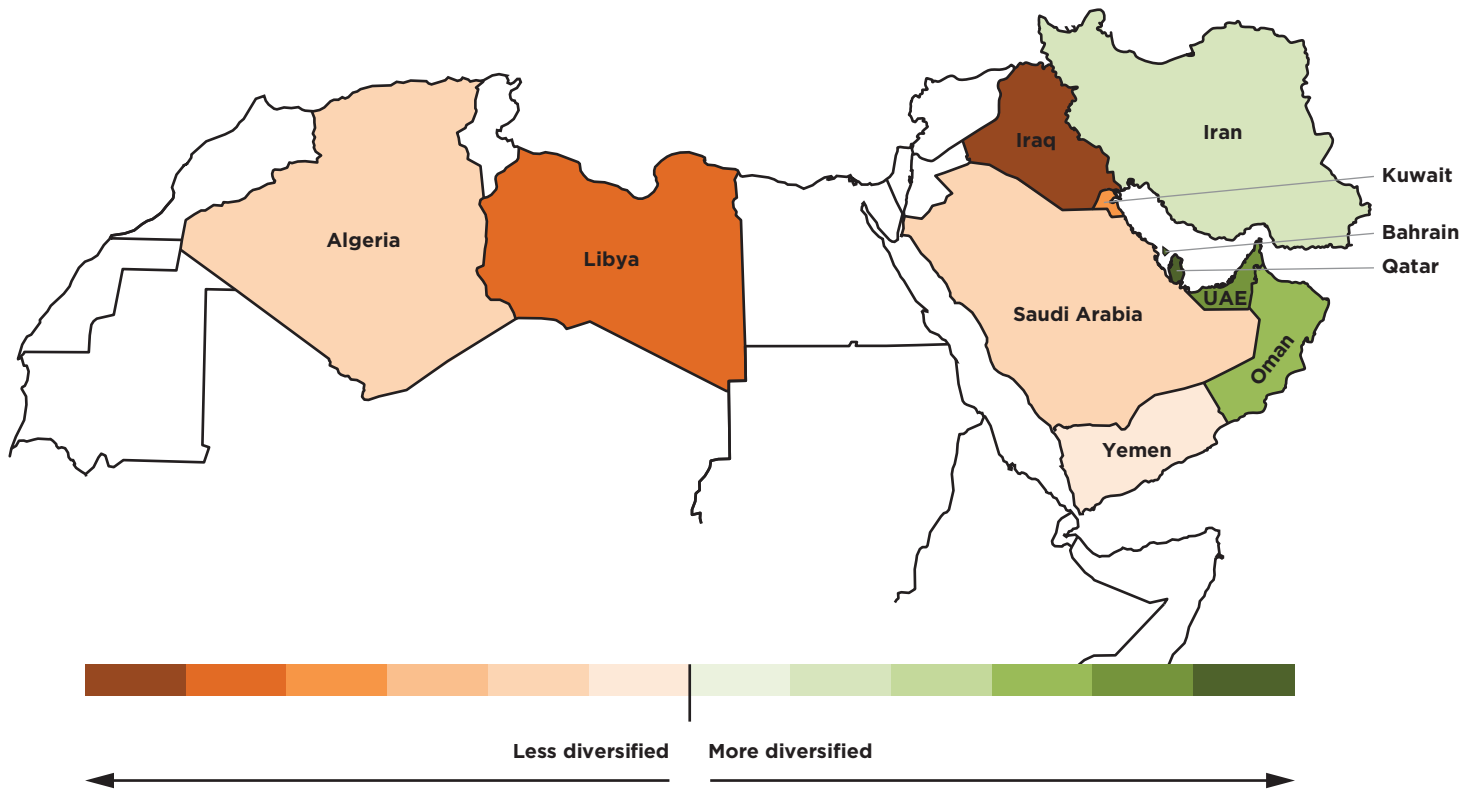 Iraq
Iran
Kuwait
Algeria
Bahrain
Libya
Qatar
UAE
Saudi Arabia
Oman
Yemen
Less diversified
More diversified